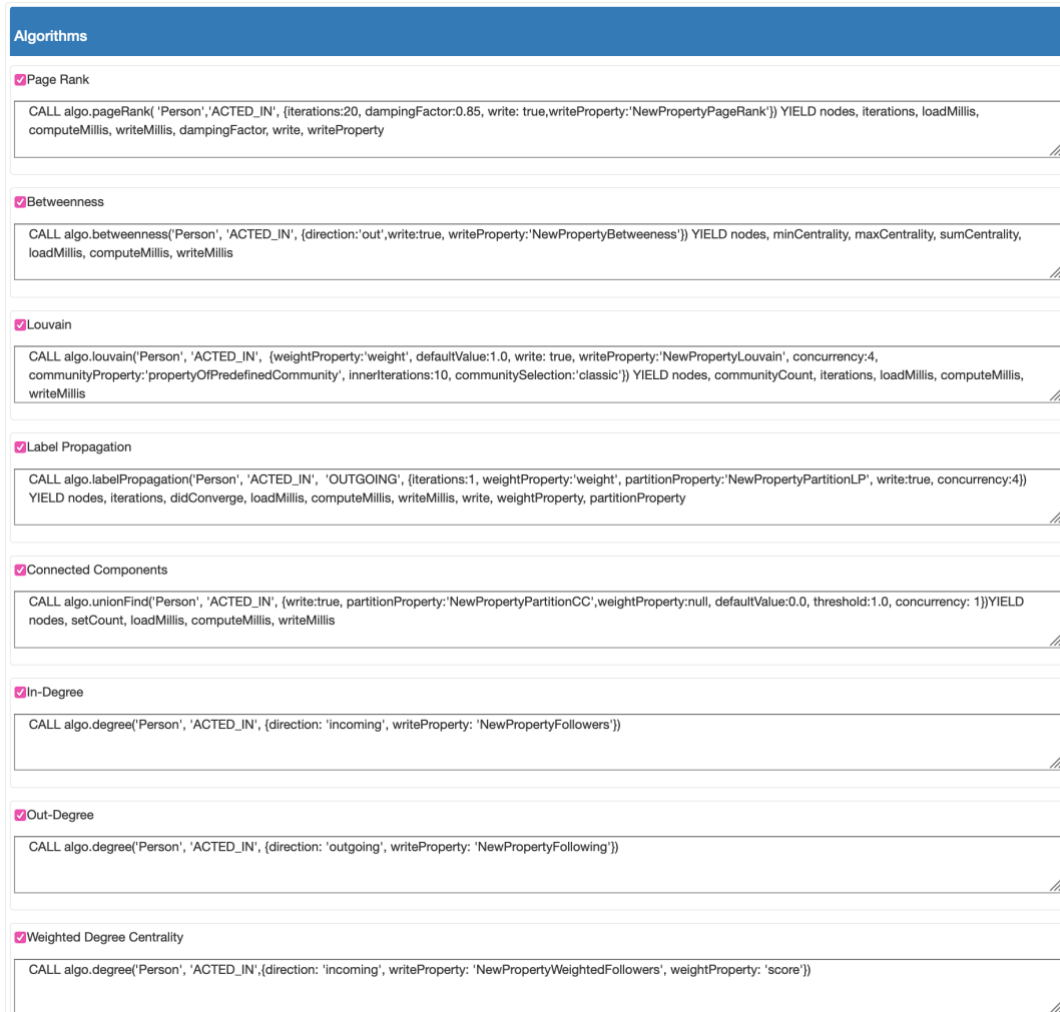 Algorithms
Page Rank
CALL algo.pageRank( 'Person','ACTED_IN', {iterations:20, dampingFactor:0.85, write: true,writeProperty:'NewPropertyPageRank'}) YIELD nodes, iterations, loadMillis,
computeMillis, writeMillis, dampingFactor, write, writeProperty
Betweenness
CALL algo.betweenness('Person', 'ACTED_IN', {direction:'out',write:true, writeProperty:'NewPropertyBetweeness'}) YIELD nodes, minCentrality, maxCentrality, sumCentrality,
loadMillis, computeMillis, writeMillis
Louvain
CALL algo.louvain('Person', 'ACTED_IN',  {weightProperty:'weight', defaultValue:1.0, write: true, writeProperty:'NewPropertyLouvain', concurrency:4,
communityProperty:'propertyOfPredefinedCommunity', innerIterations:10, communitySelection:'classic'}) YIELD nodes, communityCount, iterations, loadMillis, computeMillis,
writeMillis
Label Propagation
CALL algo.labelPropagation('Person', 'ACTED_IN',  'OUTGOING', {iterations:1, weightProperty:'weight', partitionProperty:'NewPropertyPartitionLP', write:true, concurrency:4})
YIELD nodes, iterations, didConverge, loadMillis, computeMillis, writeMillis, write, weightProperty, partitionProperty
Connected Components
CALL algo.unionFind('Person', 'ACTED_IN', {write:true, partitionProperty:'NewPropertyPartitionCC',weightProperty:null, defaultValue:0.0, threshold:1.0, concurrency: 1})YIELD
nodes, setCount, loadMillis, computeMillis, writeMillis
In-Degree
CALL algo.degree('Person', 'ACTED_IN', {direction: 'incoming', writeProperty: 'NewPropertyFollowers'})
Out-Degree
CALL algo.degree('Person', 'ACTED_IN', {direction: 'outgoing', writeProperty: 'NewPropertyFollowing'})
Weighted Degree Centrality
CALL algo.degree('Person', 'ACTED_IN',{direction: 'incoming', writeProperty: 'NewPropertyWeightedFollowers', weightProperty: 'score'})